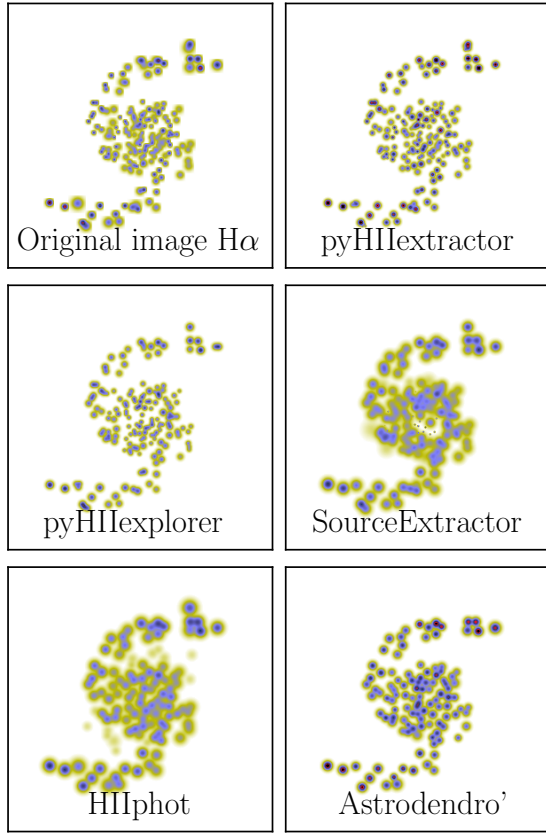 Original image Hα
pyHIIextractor
pyHIIexplorer
SourceExtractor
HIIphot
Astrodendro'